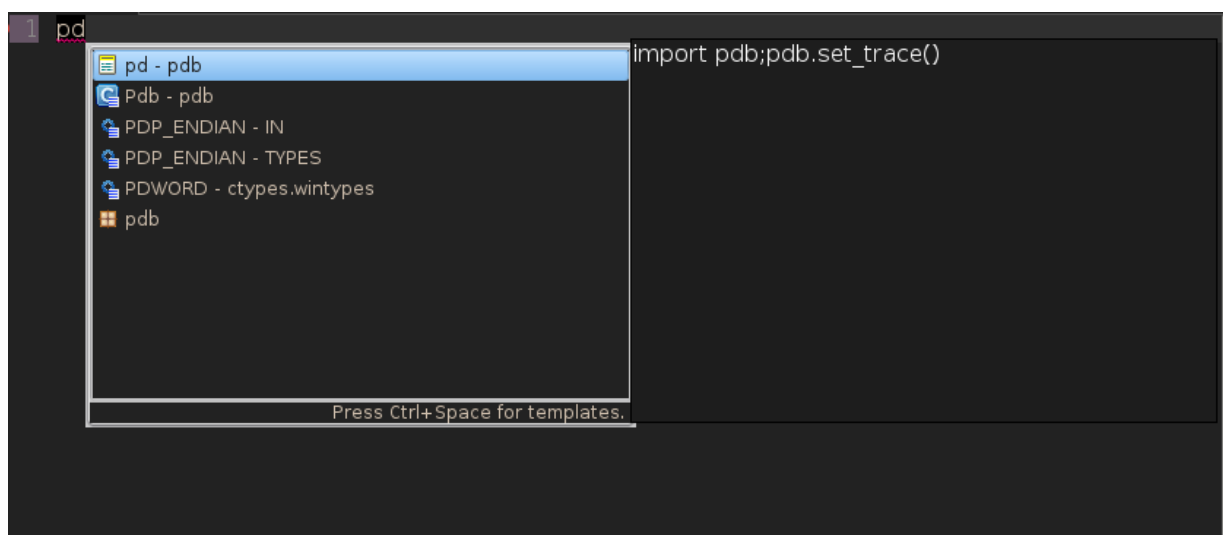 1 pd
import pdb;pdb.set_trace()
pd - pdb
Pdb - pdb
PDP_ENDIAN - IN
PDP_ENDIAN - TYPES
PDWORD - ctypes.wintypes
pdb
Press Ctrl+Space for templates.